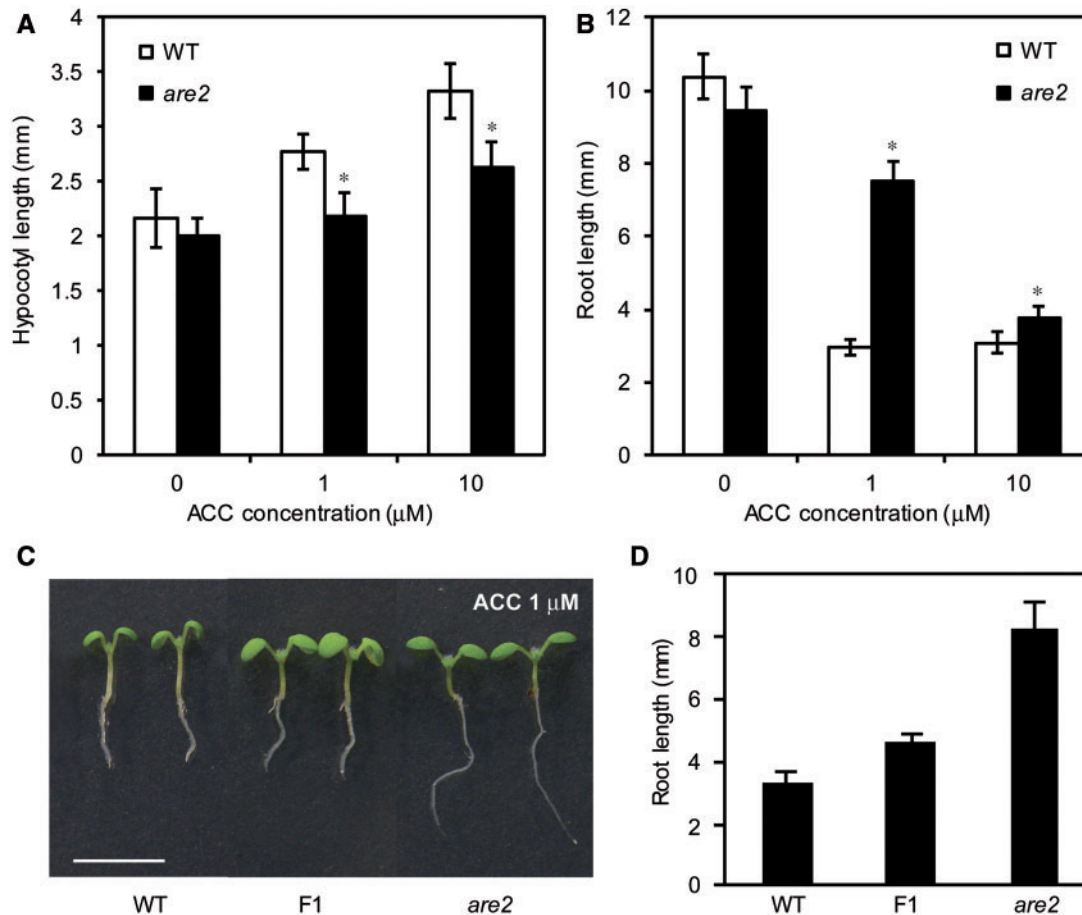 A
4
3.5
3
2.5
2
1.5
1
0.5
0
Hypocotyl length (mm)
WT
are2
*
*
0 1 10
ACC concentration (μM)
B
12
10
8
6
4
2
0
Root length (mm)
WT
are2
*
*
0 1 10
ACC concentration (μM)
C
ACC 1 μM
WT F1 are2
D
10
8
6
4
2
0
Root length (mm)
WT F1 are2